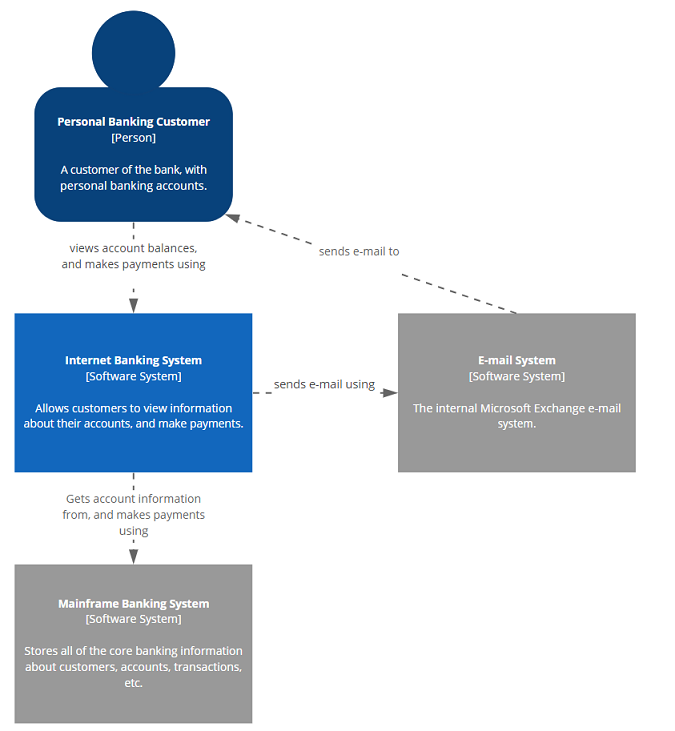 Personal Banking Customer
[Person]
A customer of the bank, with
personal banking accounts.
views account balances,
and makes payments using
sends e-mail to
Internet Banking System
[Software System]
Allows customers to view information
about their accounts, and make payments.
sends e-mail using
E-mail System
[Software System]
The internal Microsoft Exchange e-mail
system.
Gets account information
from, and makes payments
using
Mainframe Banking System
[Software System]
Stores all of the core banking information
about customers, accounts, transactions,
etc.